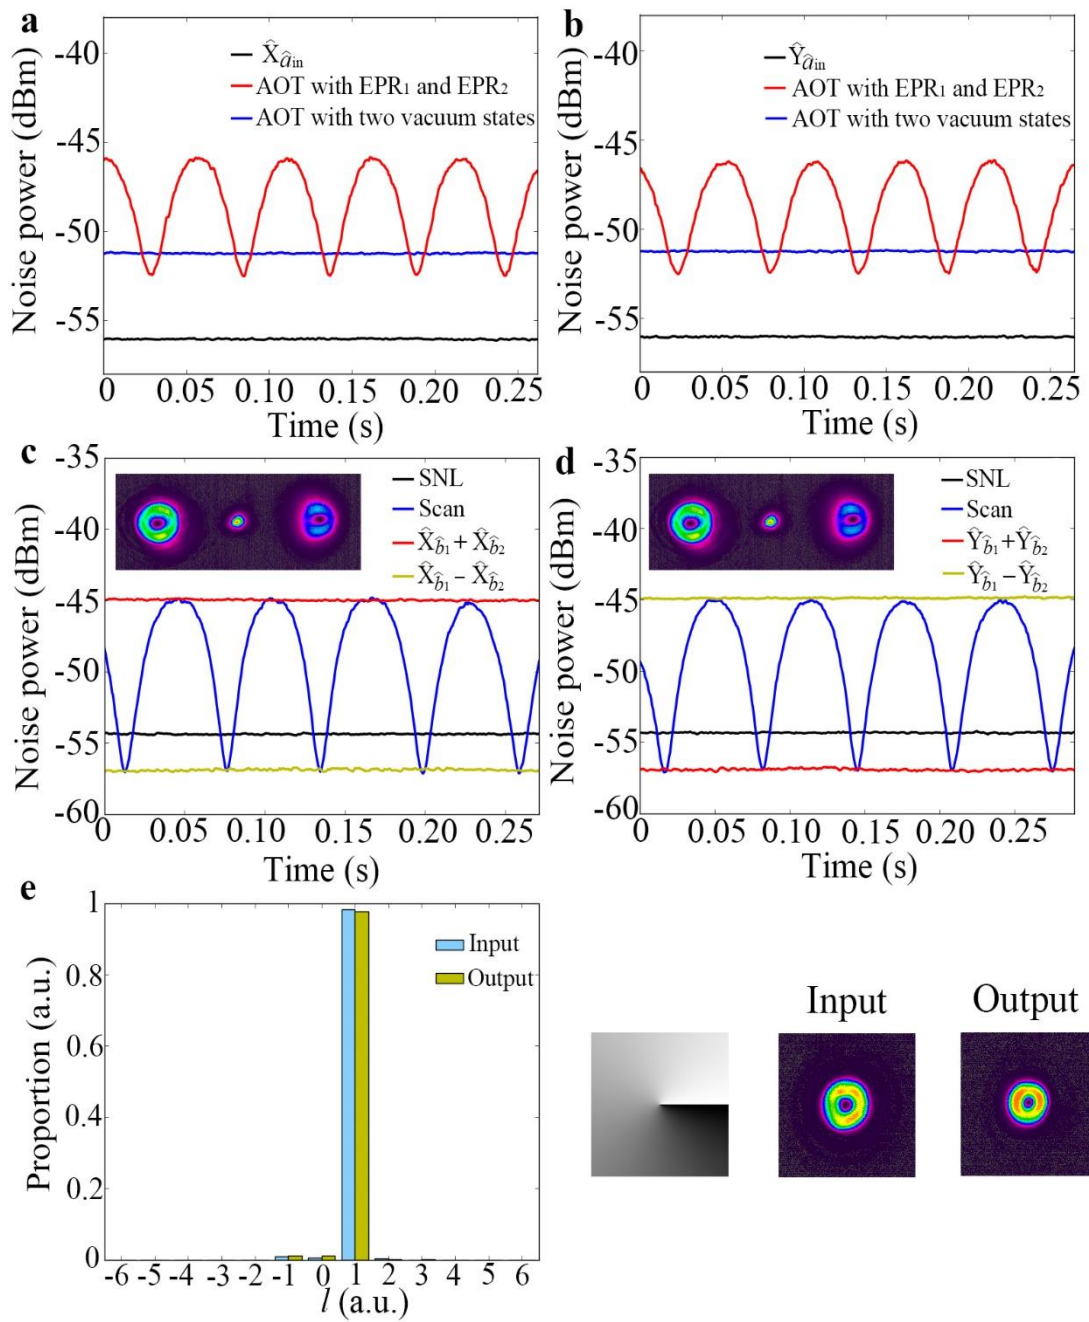 a
-40
-45
-50
-55
Noise power (dBm)
X̂âin
AOT with EPR1 and EPR2
AOT with two vacuum states
0 0.05 0.10 0.15 0.20 0.25
Time (s)
b
-40
-45
-50
-55
Noise power (dBm)
Ŷâin
AOT with EPR1 and EPR2
AOT with two vacuum states
0 0.05 0.10 0.15 0.20 0.25
Time (s)
c
-35
-40
-45
-50
-55
-60
Noise power (dBm)
SNL
Scan
X̂b̂1 + X̂b̂2
X̂b̂1 − X̂b̂2
0 0.05 0.10 0.15 0.20 0.25
Time (s)
d
-35
-40
-45
-50
-55
-60
Noise power (dBm)
SNL
Scan
Ŷb̂1+Ŷb̂2
Ŷb̂1−Ŷb̂2
0 0.05 0.10 0.15 0.20 0.25
Time (s)
e
1
0.8
0.6
0.4
0.2
0
Proportion (a.u.)
Input
Output
-6 -5 -4 -3 -2 -1 0 1 2 3 4 5 6
l (a.u.)
Input Output